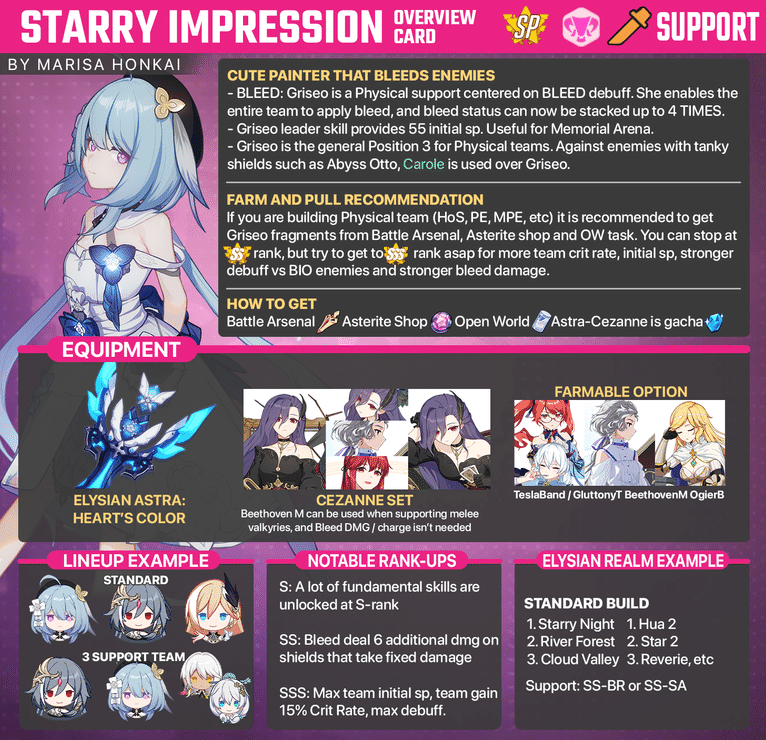 STARRY IMPRESSION
OVERVIEW
CARD
SP
SUPPORT
BY MARISA HONKAI
CUTE PAINTER THAT BLEEDS ENEMIES
- BLEED: Griseo is a Physical support centered on BLEED debuff. She enables the
entire team to apply bleed, and bleed status can now be stacked up to 4 TIMES.
- Griseo leader skill provides 55 initial sp. Useful for Memorial Arena.
- Griseo is the general Position 3 for Physical teams. Against enemies with tanky
shields such as Abyss Otto, Carole is used over Griseo.
FARM AND PULL RECOMMENDATION
If you are building Physical team (HoS, PE, MPE, etc) it is recommended to get
Griseo fragments from Battle Arsenal, Asterite shop and OW task. You can stop at
SS rank, but try to get to SSS rank asap for more team crit rate, initial sp, stronger
debuff vs BIO enemies and stronger bleed damage.
HOW TO GET
Battle Arsenal Asterite Shop Open World Astra-Cezanne is gacha
EQUIPMENT
ELYSIAN ASTRA:
HEART'S COLOR
CEZANNE SET
Beethoven M can be used when supporting melee
valkyries, and Bleed DMG / charge isn't needed
FARMABLE OPTION
TeslaBand / GluttonyT BeethovenM OgierB
LINEUP EXAMPLE
STANDARD
3 SUPPORT TEAM
NOTABLE RANK-UPS
S: A lot of fundamental skills are
unlocked at S-rank
SS: Bleed deal 6 additional dmg on
shields that take fixed damage
SSS: Max team initial sp, team gain
15% Crit Rate, max debuff.
ELYSIAN REALM EXAMPLE
STANDARD BUILD
1. Starry Night 1. Hua 2
2. River Forest 2. Star 2
3. Cloud Valley 3. Reverie, etc
Support: SS-BR or SS-SA